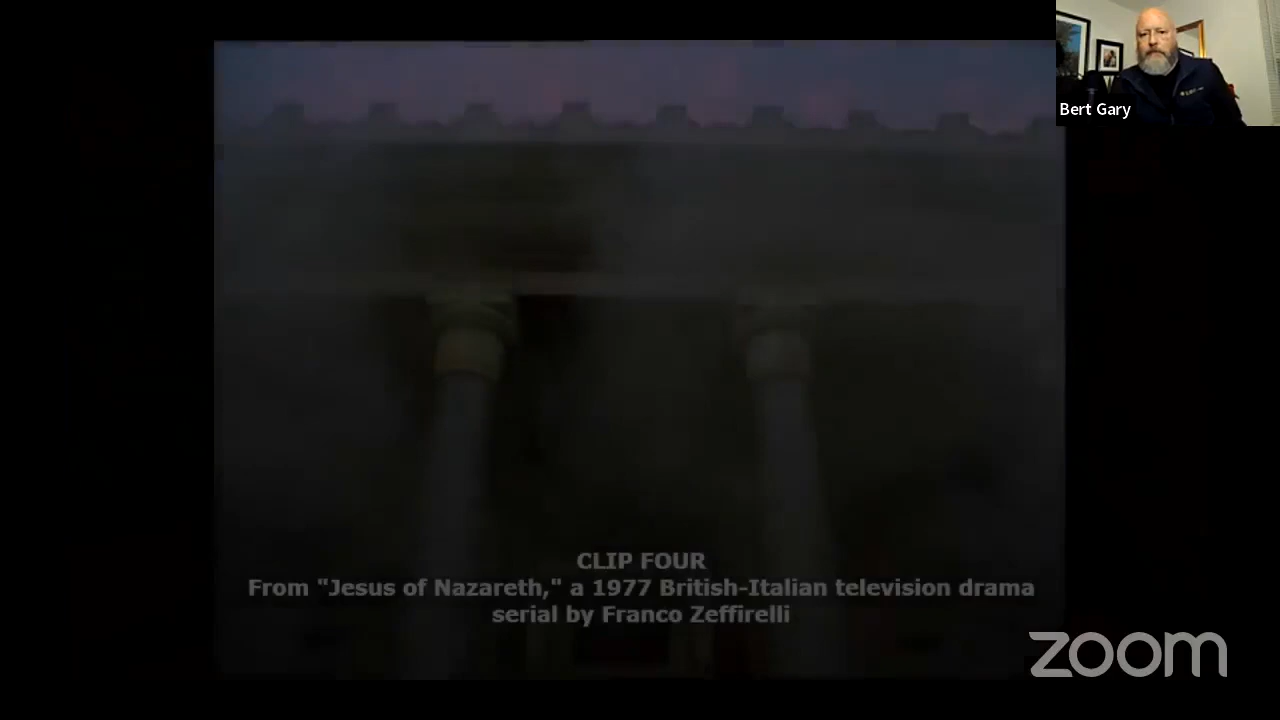 Bert Gary
CLIP FOUR
From "Jesus of Nazareth," a 1977 British-Italian television drama
serial by Franco Zeffirelli
zoom